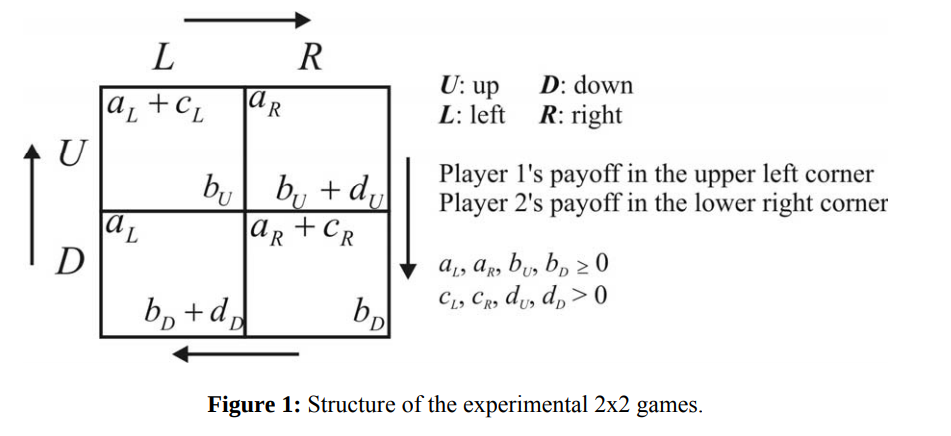 L R
U: up D: down
L: left R: right
a_L + c_L a_R
U
b_U b_U + d_U
Player 1's payoff in the upper left corner
Player 2's payoff in the lower right corner
a_L a_R + c_R
D
b_D + d_D b_D
a_L, a_R, b_U, b_D ≥ 0
c_L, c_R, d_U, d_D > 0
Figure 1: Structure of the experimental 2x2 games.